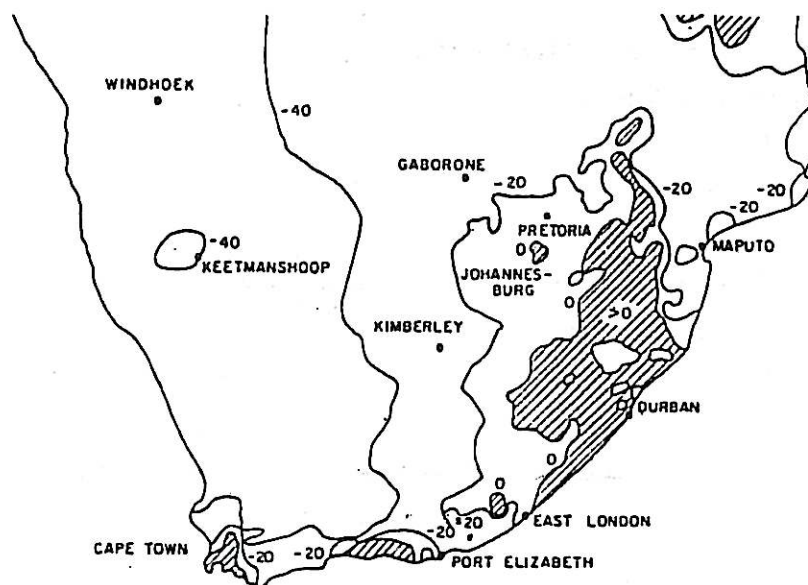 WINDHOEK
-40
GABORONE
-20
-20
-20
-20
PRETORIA
-40
KEETMANSHOOP
0
MAPUTO
JOHANNES-
BURG
0
>0
KIMBERLEY
DURBAN
0
0
-20
EAST LONDON
-20
CAPE TOWN
-20
-20
PORT ELIZABETH